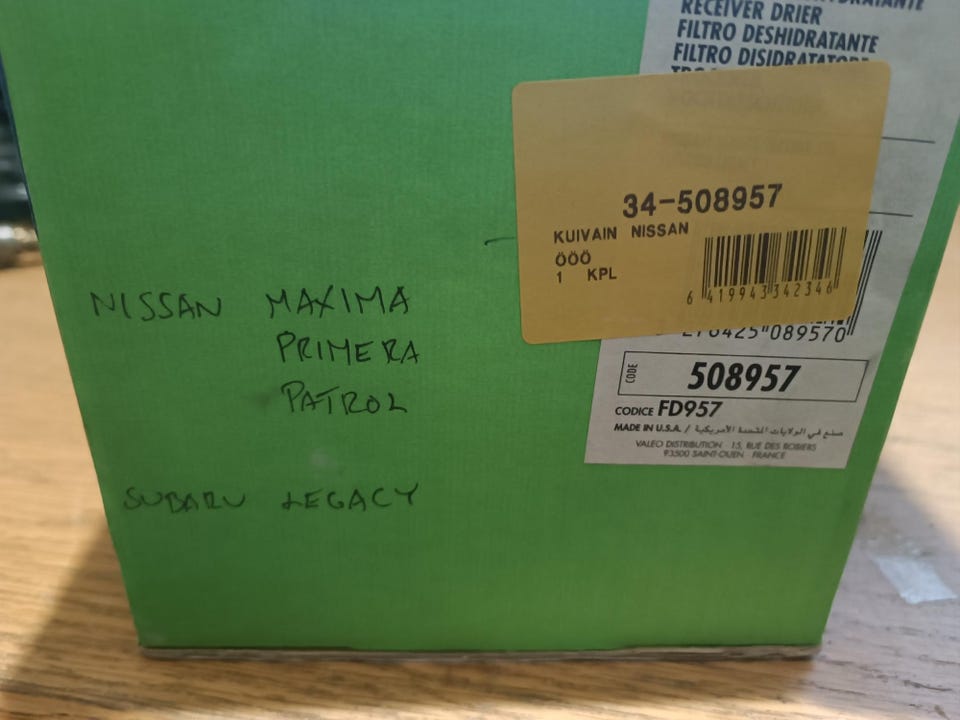 RECEIVER DRIER
FILTRO DESHIDRATANTE
FILTRO DISIDRATATORE
34-508957
KUIVAIN NISSAN
ÖÖÖ
1 KPL
6 419943 342346
089570
CODE
508957
CODICE FD957
MADE IN U.S.A. / صنع في الولايات المتحدة الأمريكية
VALEO DISTRIBUTION 15, RUE DES ROSIERS
93500 SAINT-OUEN FRANCE
NISSAN MAXIMA
PRIMERA
PATROL
SUBARU LEGACY